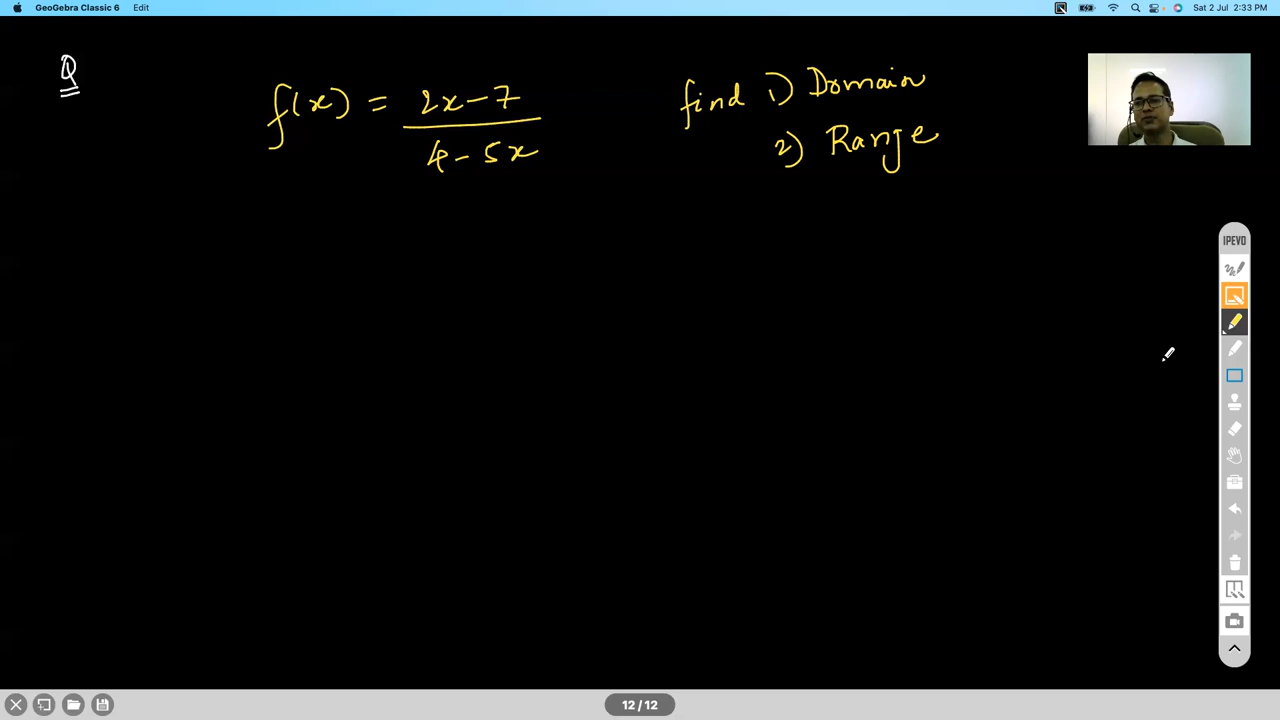 GeoGebra Classic 6 Edit Sat 2 Jul 2:33 PM
Q
f(x) = 2x-7 / 4-5x
find 1) Domain
2) Range
IPEVO
12 / 12